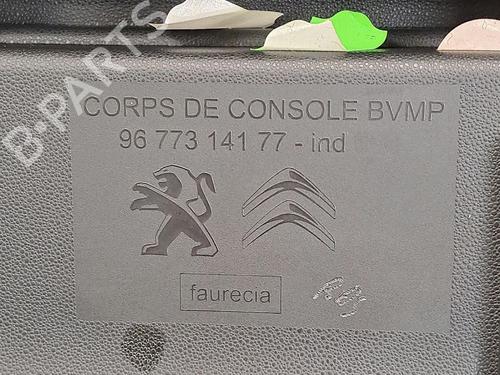 B-PARTS
CORPS DE CONSOLE BVMP
96 773 141 77 - ind
faurecia